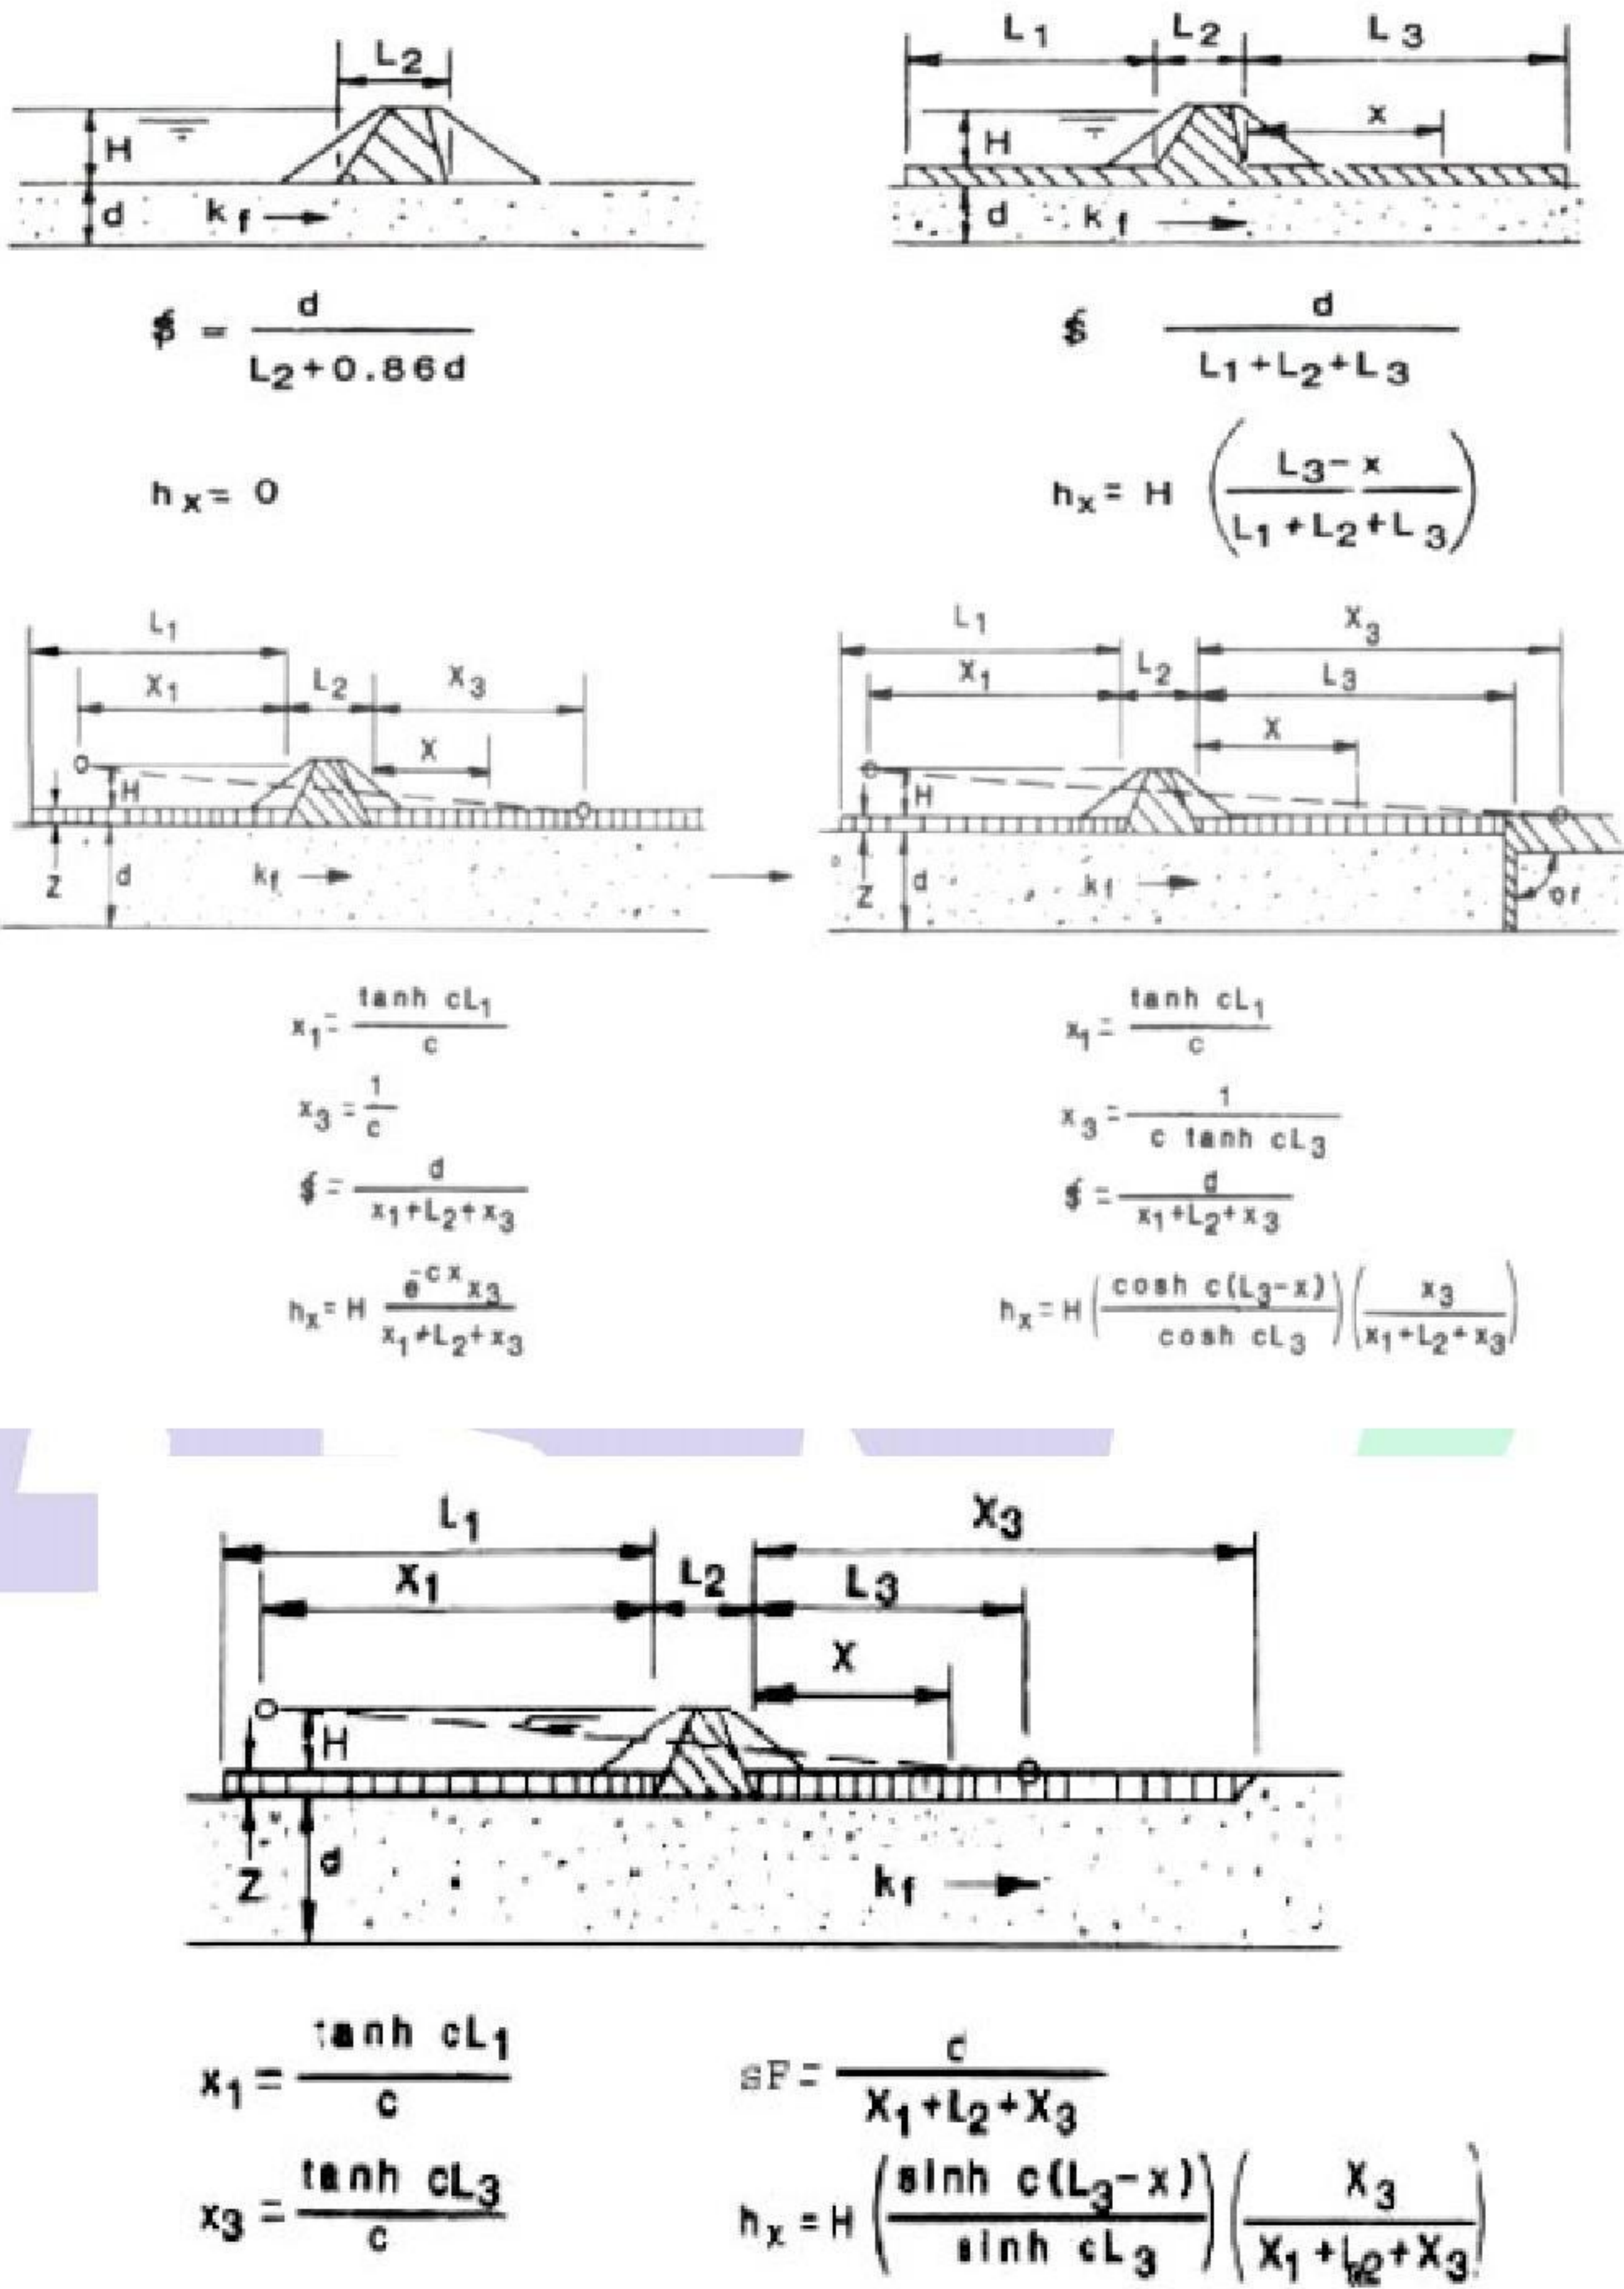 L2
H
d
kf
$ = d / (L2+0.86d)
hx = 0
L1 L2 L3
x
H
d
kf
$ d / (L1+L2+L3)
hx = H ((L3-x) / (L1+L2+L3))
L1
X1 L2 X3
X
H
Z d kf
x1 = tanh cL1 / c
x3 = 1 / c
$ = d / (x1+L2+x3)
hx = H (e^-cx x3) / (x1+L2+x3)
X3
L1
X1 L2 L3
X
H
Z d kf or
x1 = tanh cL1 / c
x3 = 1 / (c tanh cL3)
$ = d / (x1+L2+x3)
hx = H (cosh c(L3-x) / cosh cL3) (x3 / (x1+L2+x3))
L1 X3
X1 L2 L3
X
H
Z d kf
x1 = tanh cL1 / c
sF = d / (X1+L2+X3)
x3 = tanh cL3 / c
hx = H (sinh c(L3-x) / sinh cL3) (X3 / (X1+L2+X3))